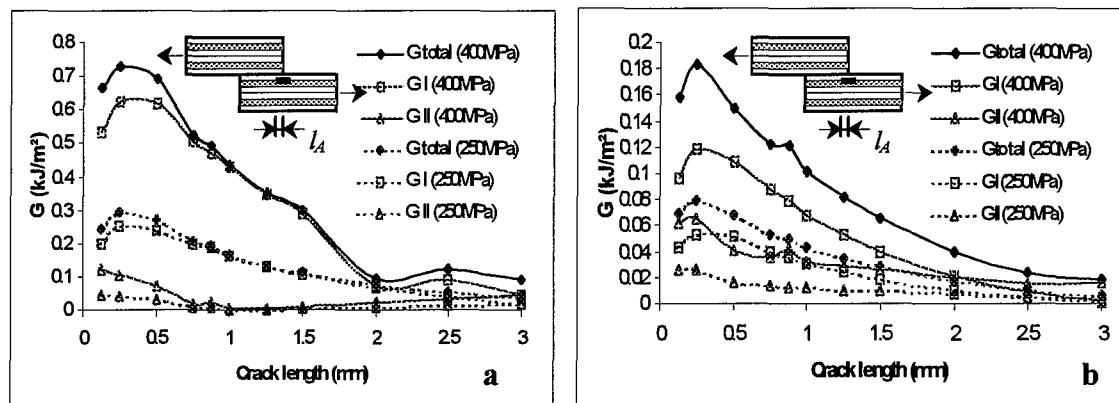 0.8
0.7
0.6
0.5
0.4
0.3
0.2
0.1
0
G (kJ/m²)
0 0.5 1 1.5 2 2.5 3
Crack length (mm)
a
Gtotal (400MPa)
G I (400MPa)
G II (400MPa)
Gtotal (250MPa)
G I (250MPa)
G II (250MPa)
l_A
0.2
0.18
0.16
0.14
0.12
0.1
0.08
0.06
0.04
0.02
0
G (kJ/m²)
0 0.5 1 1.5 2 2.5 3
Crack length (mm)
b
Gtotal (400MPa)
GI (400MPa)
GII (400MPa)
Gtotal (250MPa)
GI (250MPa)
GII (250MPa)
l_A